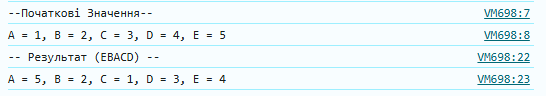 --Початкові Значення-- VM698:7
A = 1, B = 2, C = 3, D = 4, E = 5 VM698:8
-- Результат (EBACD) -- VM698:22
A = 5, B = 2, C = 1, D = 3, E = 4 VM698:23